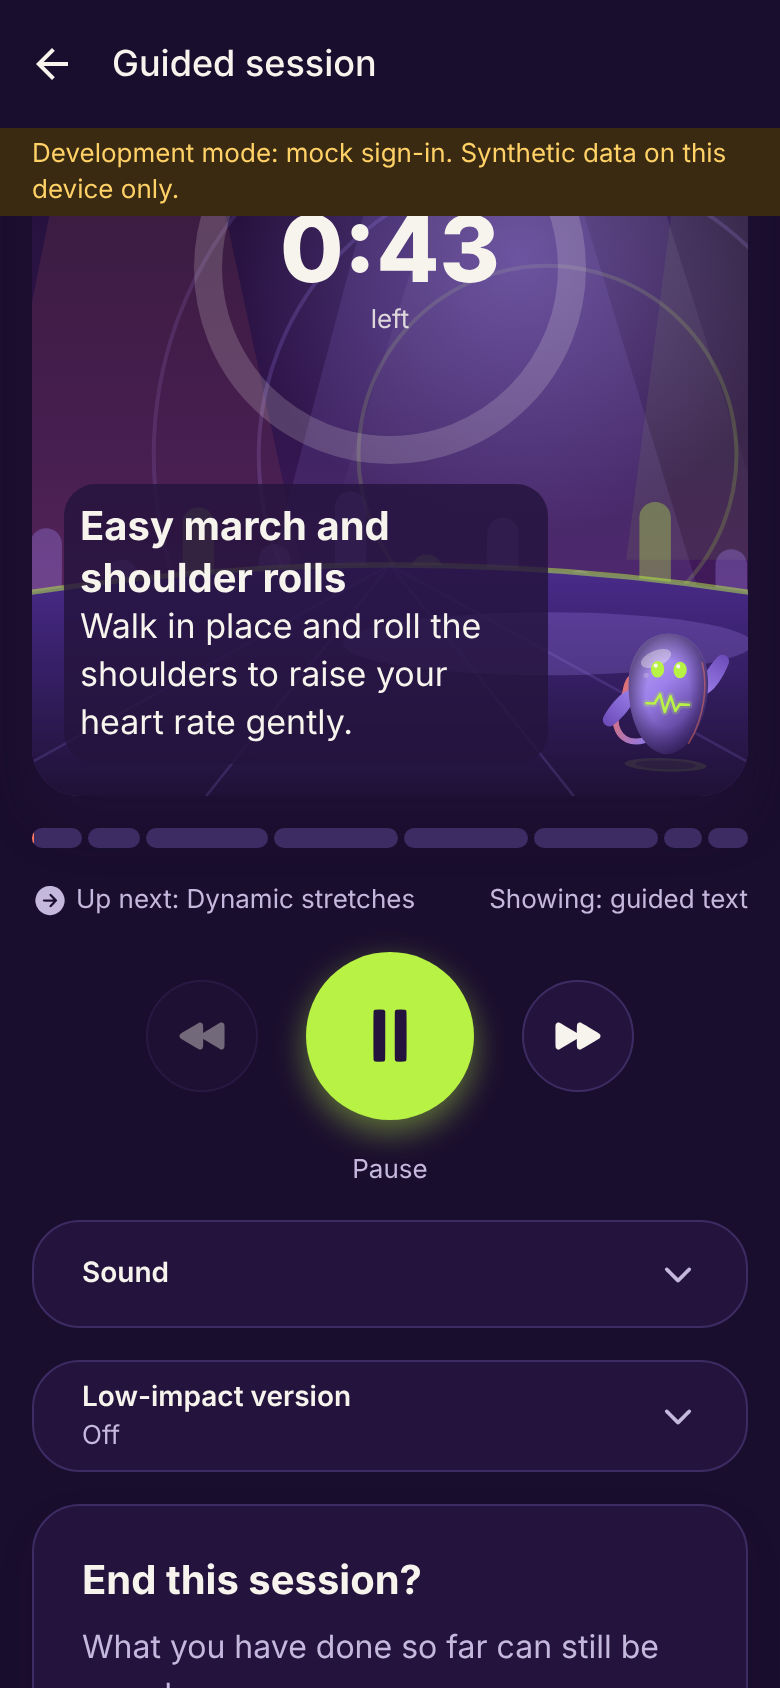 Guided session
Development mode: mock sign-in. Synthetic data on this
device only.
0:43
left
Easy march and
shoulder rolls
Walk in place and roll the
shoulders to raise your
heart rate gently.
Up next: Dynamic stretches
Showing: guided text
Pause
Sound
Low-impact version
Off
End this session?
What you have done so far can still be